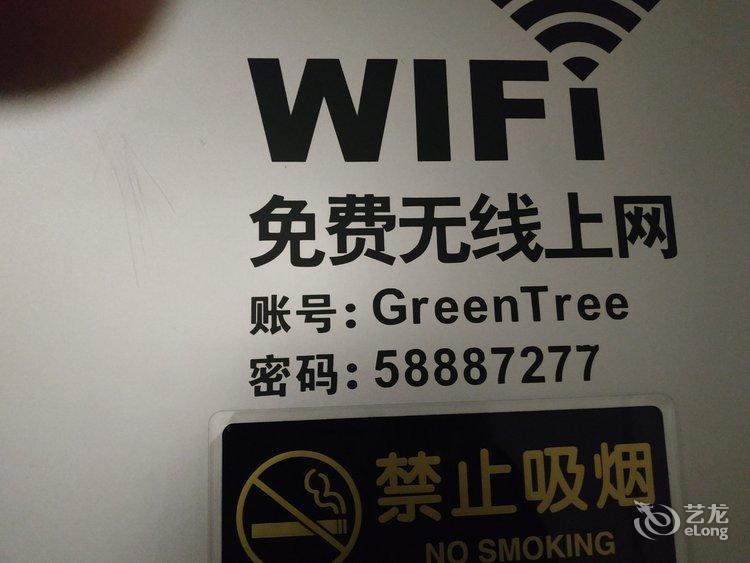 WIFi
免费无线上网
账号:GreenTree
密码:58887277
禁止吸烟
NO SMOKING
艺龙
eLong